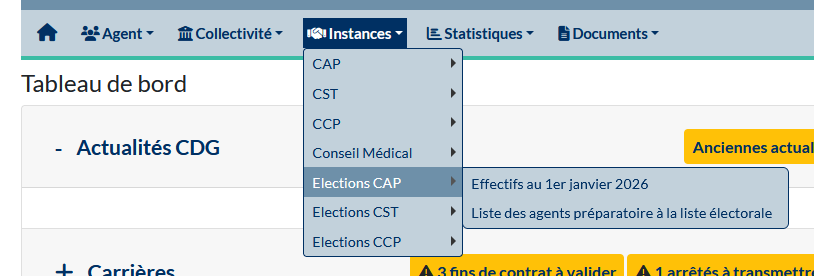 Agent
Collectivité
Instances
Statistiques
Documents
CAP
CST
CCP
Conseil Médical
Elections CAP
Elections CST
Elections CCP
Effectifs au 1er janvier 2026
Liste des agents préparatoire à la liste électorale
Tableau de bord
- Actualités CDG
Anciennes actual
+ Carrières
3 fins de contrat à valider
1 arrêtés à transmettre